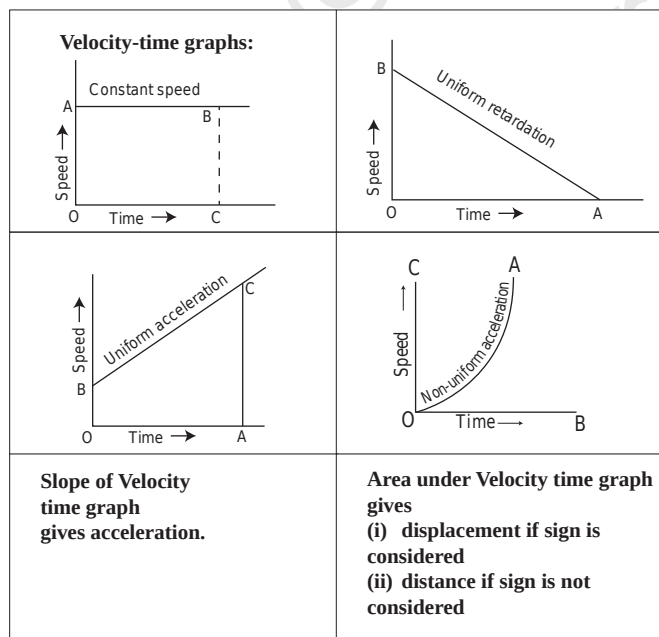 Velocity-time graphs:
Constant speed
A
B
Speed
O
Time
C
B
Uniform retardation
Speed
O
Time
A
Uniform acceleration
C
Speed
B
O
Time
A
C
A
Speed
Non-uniform acceleration
O
Time
B
Slope of Velocity
time graph
gives acceleration.
Area under Velocity time graph
gives
(i) displacement if sign is
considered
(ii) distance if sign is not
considered